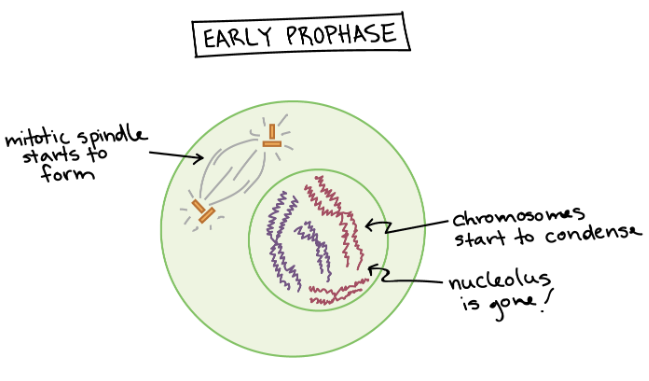 EARLY PROPHASE
mitotic spindle
starts to
form
chromosomes
start to condense
nucleolus
is gone!